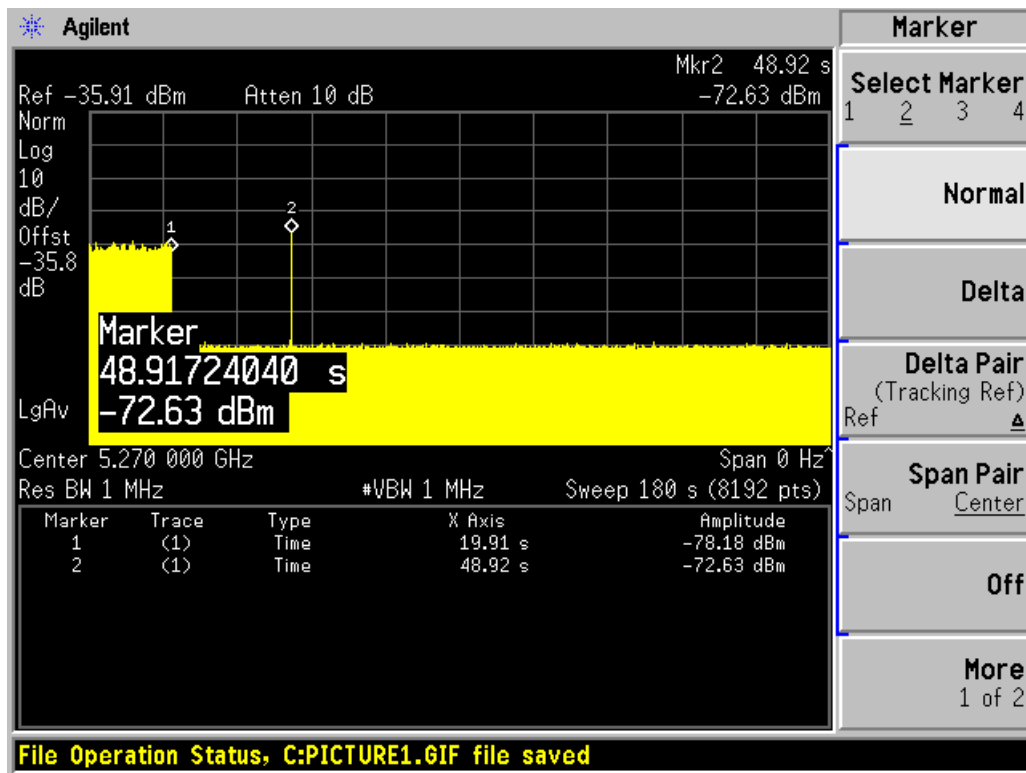 Agilent
Marker
Mkr2 48.92 s
Ref −35.91 dBm Atten 10 dB −72.63 dBm
Select Marker
1 2 3 4
Norm
Log
10
dB/
Offst
−35.8
dB
1
2
Marker
48.91724040 s
−72.63 dBm
LgAv
Normal
Delta
Delta Pair
(Tracking Ref)
Ref Δ
Center 5.270 000 GHz Span 0 Hz^
Res BW 1 MHz #VBW 1 MHz Sweep 180 s (8192 pts)
Span Pair
Span Center
Marker Trace Type X Axis Amplitude
1 (1) Time 19.91 s −78.18 dBm
2 (1) Time 48.92 s −72.63 dBm
Off
More
1 of 2
File Operation Status, C:PICTURE1.GIF file saved